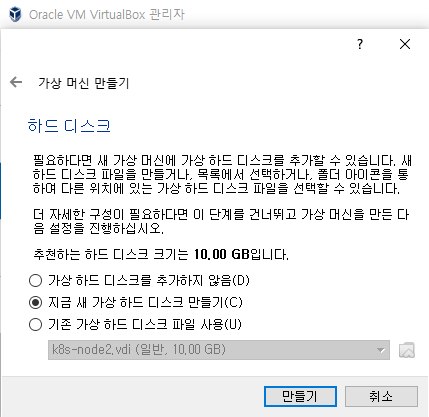 Oracle VM VirtualBox 관리자
?
가상 머신 만들기
하드 디스크
필요하다면 새 가상 머신에 가상 하드 디스크를 추가할 수 있습니다. 새
하드 디스크 파일을 만들거나, 목록에서 선택하거나, 폴더 아이콘을 통
하여 다른 위치에 있는 가상 하드 디스크 파일을 선택할 수 있습니다.
더 자세한 구성이 필요하다면 이 단계를 건너뛰고 가상 머신을 만든 다
음 설정을 진행하십시오.
추천하는 하드 디스크 크기는 10,00 GB입니다.
가상 하드 디스크를 추가하지 않음(D)
지금 새 가상 하드 디스크 만들기(C)
기존 가상 하드 디스크 파일 사용(U)
k8s-node2.vdi (일반, 10,00 GB)
만들기
취소